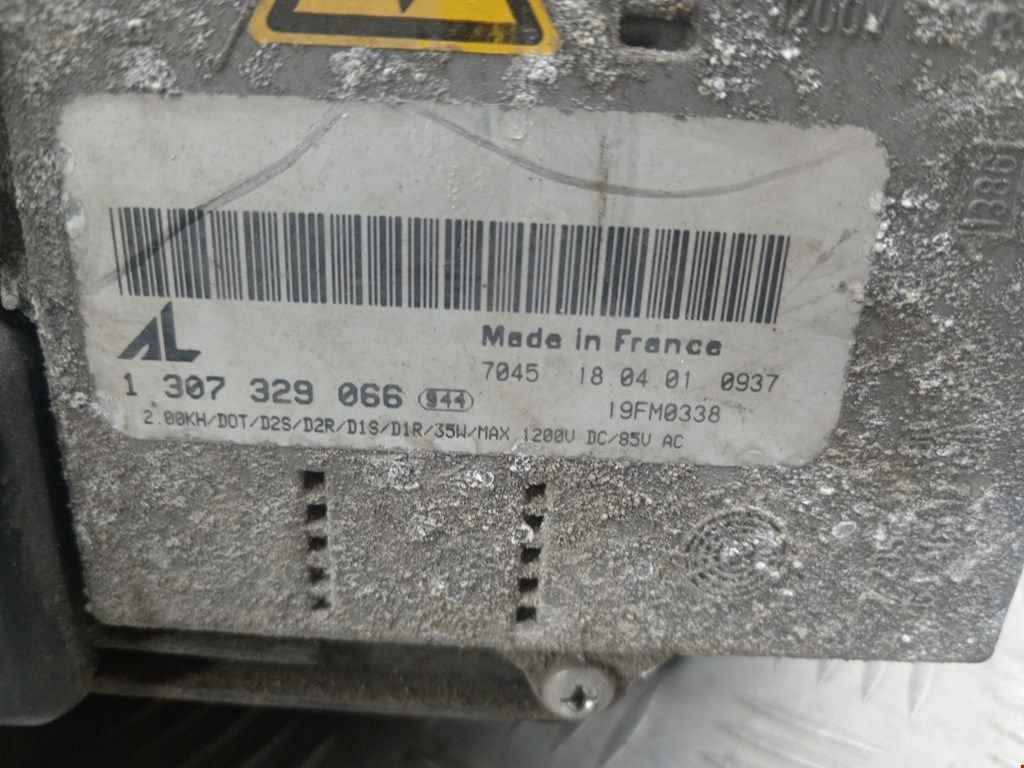 AL
Made in France
7045 18.04.01 0937
1 307 329 066 944
19FM0338
2.00KH/DOT/D2S/D2R/D1S/D1R/35W/MAX.1200V DC/85V AC